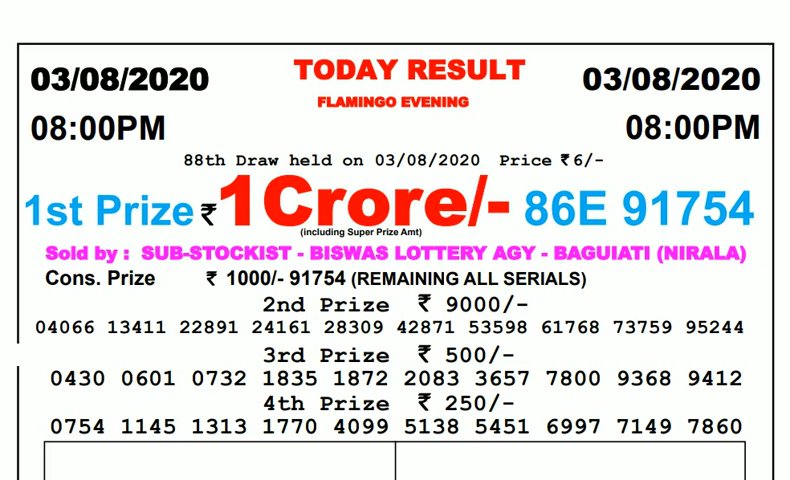 TODAY RESULT
03/08/2020 03/08/2020
FLAMINGO EVENING
08:00PM 08:00PM
88th Draw held on 03/08/2020 Price ₹ 6/-
1st Prize ₹ 1Crore/- 86E 91754
(including Super Prize Amt)
Sold by : SUB-STOCKIST - BISWAS LOTTERY AGY - BAGUIATI (NIRALA)
Cons. Prize ₹ 1000/- 91754 (REMAINING ALL SERIALS)
2nd Prize ₹ 9000/-
04066 13411 22891 24161 28309 42871 53598 61768 73759 95244
3rd Prize ₹ 500/-
0430 0601 0732 1835 1872 2083 3657 7800 9368 9412
4th Prize ₹ 250/-
0754 1145 1313 1770 4099 5138 5451 6997 7149 7860